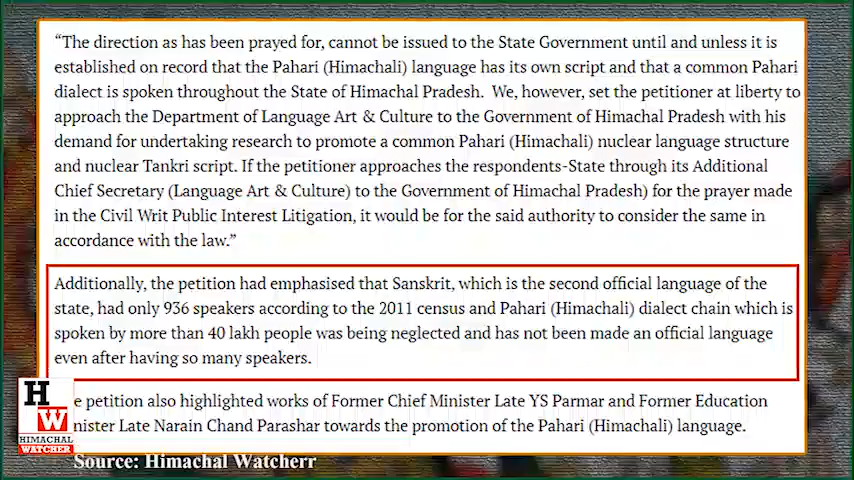 “The direction as has been prayed for, cannot be issued to the State Government until and unless it is
established on record that the Pahari (Himachali) language has its own script and that a common Pahari
dialect is spoken throughout the State of Himachal Pradesh. We, however, set the petitioner at liberty to
approach the Department of Language Art & Culture to the Government of Himachal Pradesh with his
demand for undertaking research to promote a common Pahari (Himachali) nuclear language structure
and nuclear Tankri script. If the petitioner approaches the respondents-State through its Additional
Chief Secretary (Language Art & Culture) to the Government of Himachal Pradesh) for the prayer made
in the Civil Writ Public Interest Litigation, it would be for the said authority to consider the same in
accordance with the law.”
Additionally, the petition had emphasised that Sanskrit, which is the second official language of the
state, had only 936 speakers according to the 2011 census and Pahari (Himachali) dialect chain which is
spoken by more than 40 lakh people was being neglected and has not been made an official language
even after having so many speakers.
e petition also highlighted works of Former Chief Minister Late YS Parmar and Former Education
nister Late Narain Chand Parashar towards the promotion of the Pahari (Himachali) language.
H
W
HIMACHAL
WATCHER
Source: Himachal Watcherr